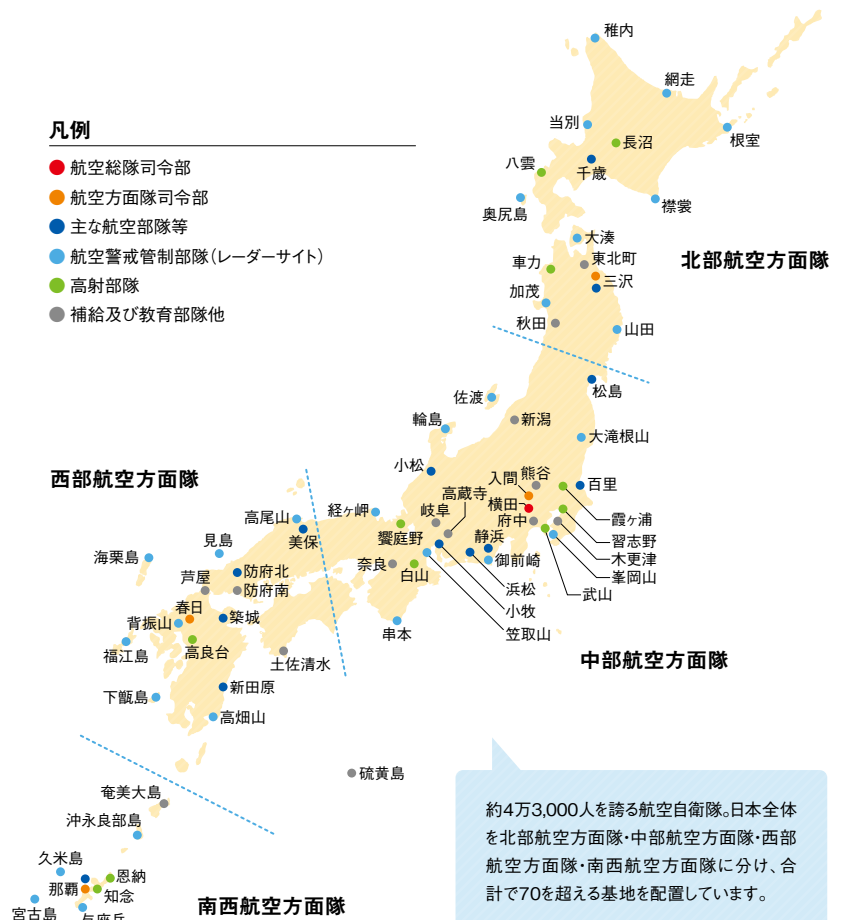 凡例
航空総隊司令部
航空方面隊司令部
主な航空部隊等
航空警戒管制部隊（レーダーサイト）
高射部隊
補給及び教育部隊他
稚内
網走
当別
長沼
根室
八雲
千歳
奥尻島
襟裳
大湊
北部航空方面隊
車力
東北町
三沢
加茂
秋田
山田
松島
佐渡
新潟
輪島
大滝根山
西部航空方面隊
小松
入間
熊谷
百里
高蔵寺
横田
高尾山
経ヶ岬
岐阜
府中
霞ヶ浦
見島
美保
饗庭野
静浜
習志野
海栗島
防府北
奈良
白山
御前崎
木更津
芦屋
防府南
浜松
峯岡山
春日
小牧
武山
背振山
築城
串本
笠取山
福江島
高良台
土佐清水
中部航空方面隊
下甑島
新田原
高畑山
硫黄島
奄美大島
沖永良部島
久米島
恩納
那覇
知念
宮古島
与座岳
南西航空方面隊
約4万3,000人を誇る航空自衛隊。日本全体
を北部航空方面隊・中部航空方面隊・西部
航空方面隊・南西航空方面隊に分け、合
計で70を超える基地を配置しています。